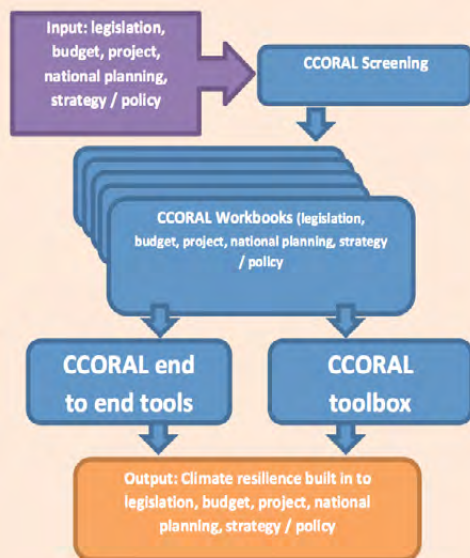 Input: legislation,
budget, project,
national planning,
strategy / policy
CCORAL Screening
CCORAL Workbooks (legislation,
budget, project, national planning, strategy
/ policy
CCORAL end
to end tools
CCORAL
toolbox
Output: Climate resilience built in to
legislation, budget, project, national
planning, strategy / policy